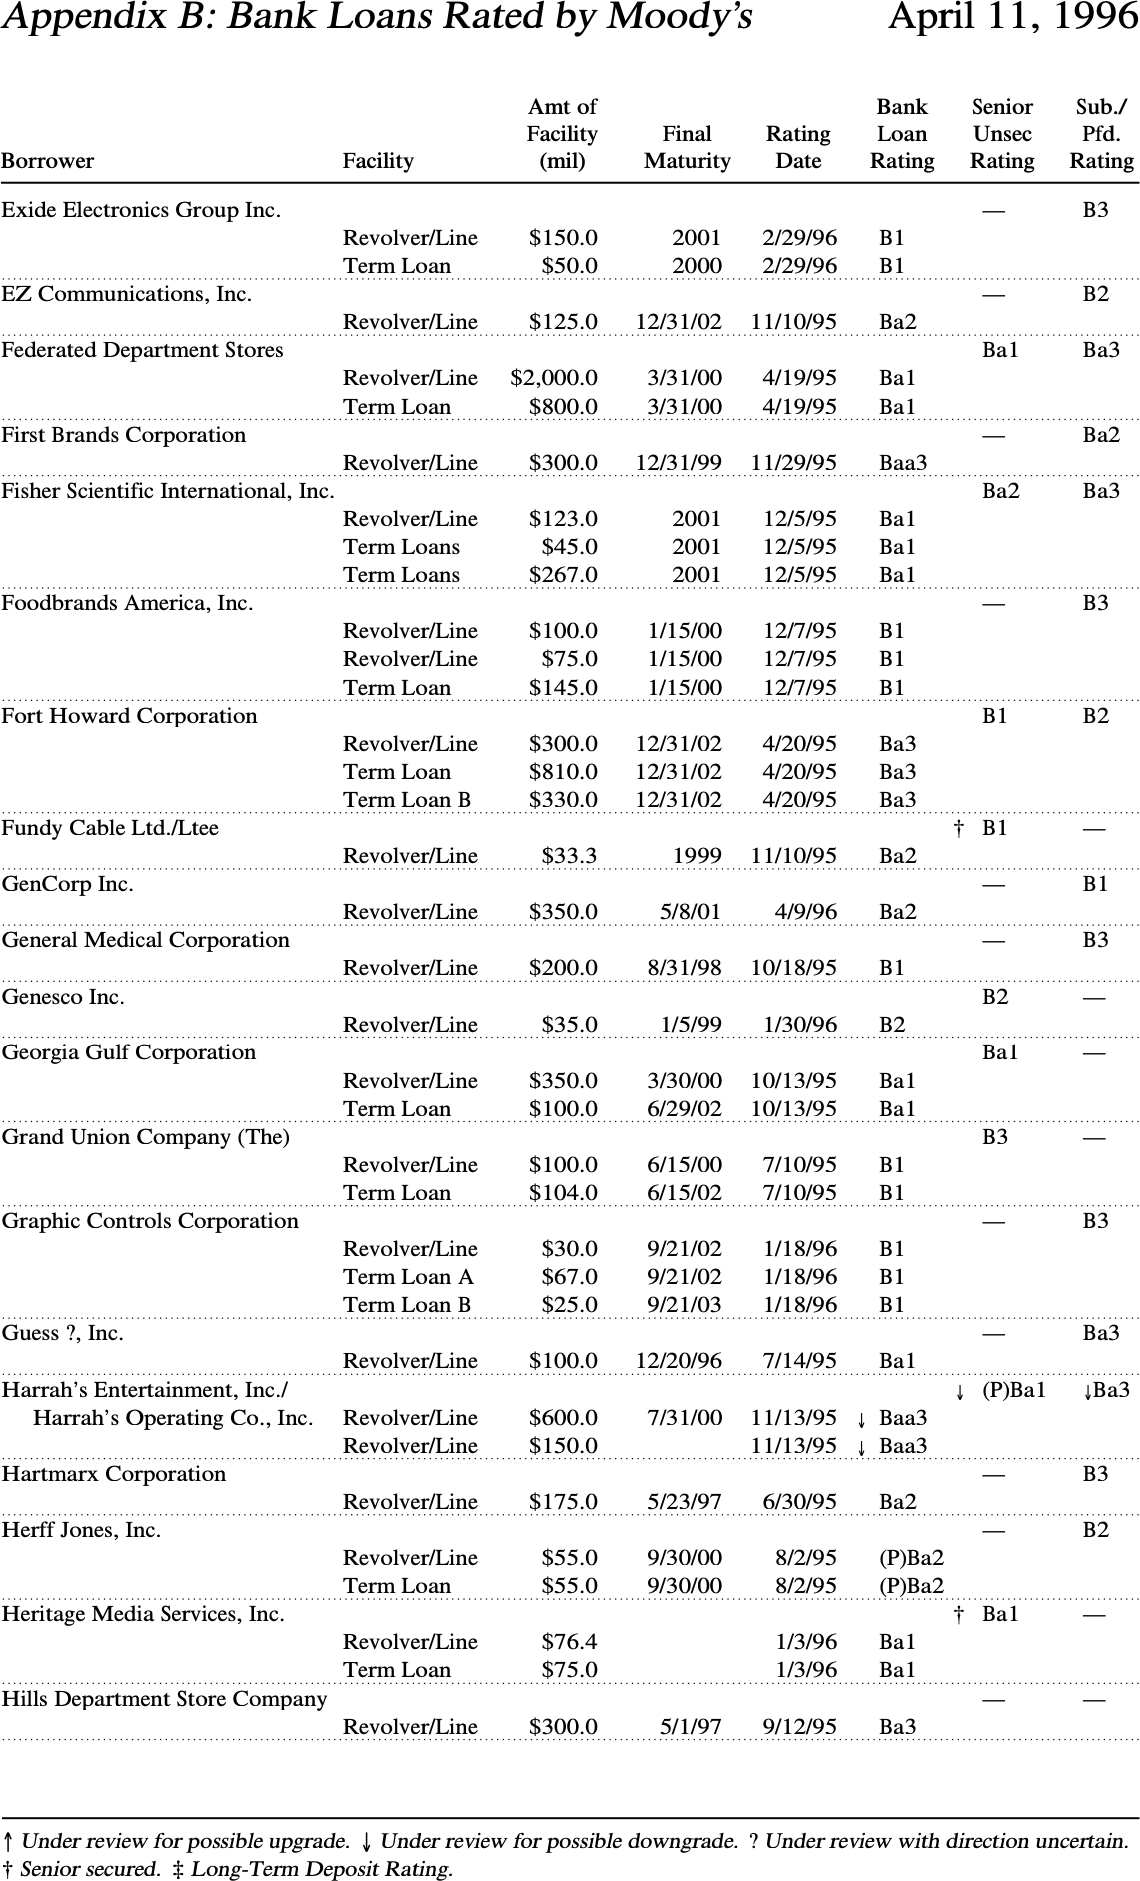 Appendix B: Bank Loans Rated by Moody's April 11, 1996
Amt of Bank Senior Sub./
Facility Final Rating Loan Unsec Pfd.
Borrower Facility (mil) Maturity Date Rating Rating Rating
Exide Electronics Group Inc. — B3
Revolver/Line $150.0 2001 2/29/96 B1
Term Loan $50.0 2000 2/29/96 B1
EZ Communications, Inc. — B2
Revolver/Line $125.0 12/31/02 11/10/95 Ba2
Federated Department Stores Ba1 Ba3
Revolver/Line $2,000.0 3/31/00 4/19/95 Ba1
Term Loan $800.0 3/31/00 4/19/95 Ba1
First Brands Corporation — Ba2
Revolver/Line $300.0 12/31/99 11/29/95 Baa3
Fisher Scientific International, Inc. Ba2 Ba3
Revolver/Line $123.0 2001 12/5/95 Ba1
Term Loans $45.0 2001 12/5/95 Ba1
Term Loans $267.0 2001 12/5/95 Ba1
Foodbrands America, Inc. — B3
Revolver/Line $100.0 1/15/00 12/7/95 B1
Revolver/Line $75.0 1/15/00 12/7/95 B1
Term Loan $145.0 1/15/00 12/7/95 B1
Fort Howard Corporation B1 B2
Revolver/Line $300.0 12/31/02 4/20/95 Ba3
Term Loan $810.0 12/31/02 4/20/95 Ba3
Term Loan B $330.0 12/31/02 4/20/95 Ba3
Fundy Cable Ltd./Ltee † B1 —
Revolver/Line $33.3 1999 11/10/95 Ba2
GenCorp Inc. — B1
Revolver/Line $350.0 5/8/01 4/9/96 Ba2
General Medical Corporation — B3
Revolver/Line $200.0 8/31/98 10/18/95 B1
Genesco Inc. B2 —
Revolver/Line $35.0 1/5/99 1/30/96 B2
Georgia Gulf Corporation Ba1 —
Revolver/Line $350.0 3/30/00 10/13/95 Ba1
Term Loan $100.0 6/29/02 10/13/95 Ba1
Grand Union Company (The) B3 —
Revolver/Line $100.0 6/15/00 7/10/95 B1
Term Loan $104.0 6/15/02 7/10/95 B1
Graphic Controls Corporation — B3
Revolver/Line $30.0 9/21/02 1/18/96 B1
Term Loan A $67.0 9/21/02 1/18/96 B1
Term Loan B $25.0 9/21/03 1/18/96 B1
Guess ?, Inc. — Ba3
Revolver/Line $100.0 12/20/96 7/14/95 Ba1
Harrah's Entertainment, Inc./ ↓ (P)Ba1 ↓Ba3
Harrah's Operating Co., Inc. Revolver/Line $600.0 7/31/00 11/13/95 ↓ Baa3
Revolver/Line $150.0 11/13/95 ↓ Baa3
Hartmarx Corporation — B3
Revolver/Line $175.0 5/23/97 6/30/95 Ba2
Herff Jones, Inc. — B2
Revolver/Line $55.0 9/30/00 8/2/95 (P)Ba2
Term Loan $55.0 9/30/00 8/2/95 (P)Ba2
Heritage Media Services, Inc. † Ba1 —
Revolver/Line $76.4 1/3/96 Ba1
Term Loan $75.0 1/3/96 Ba1
Hills Department Store Company — —
Revolver/Line $300.0 5/1/97 9/12/95 Ba3
↑ Under review for possible upgrade. ↓ Under review for possible downgrade. ? Under review with direction uncertain.
† Senior secured. ‡ Long-Term Deposit Rating.